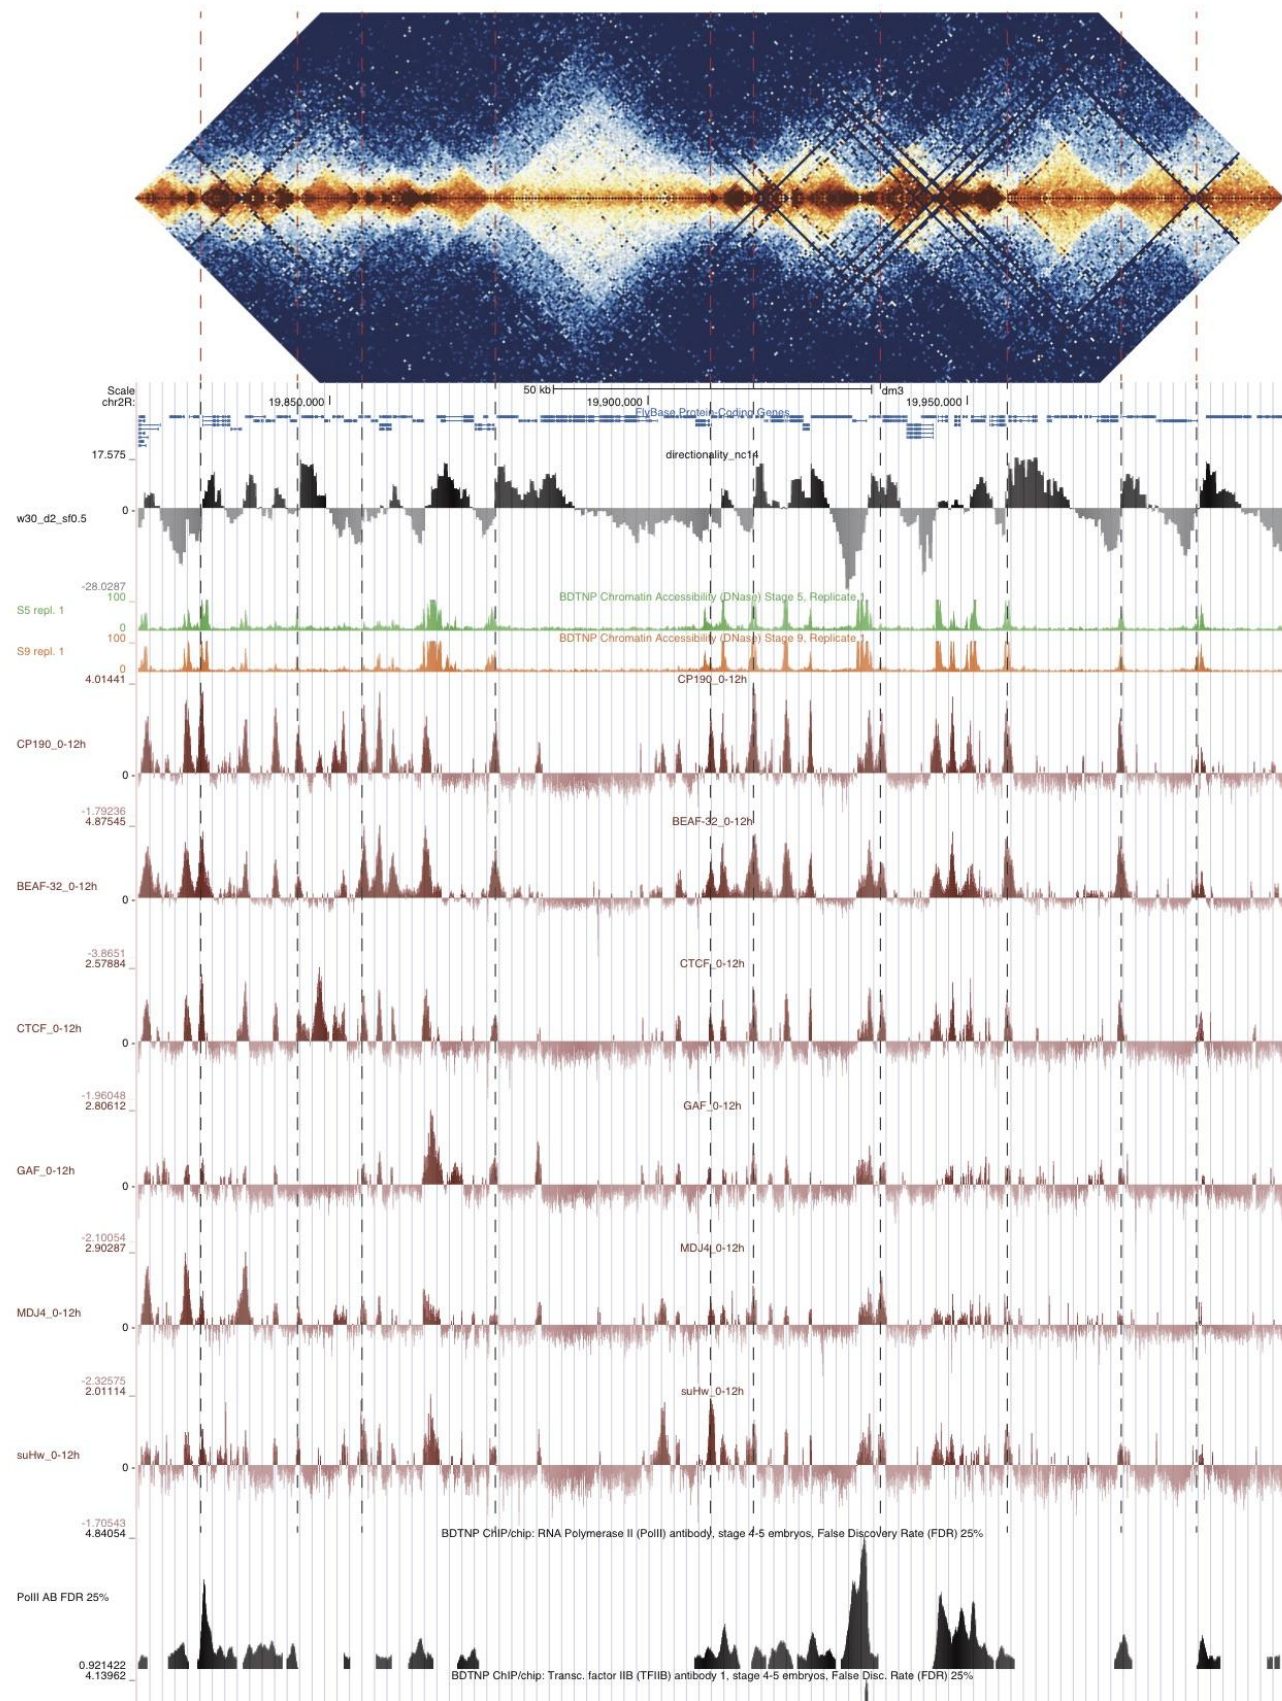 Scale
50 kb
dm3
chr2R:
19,850,000
19,900,000
19,950,000
FlyBase Protein-Coding Genes
17.575
directionality_nc14
0
w30_d2_sf0.5
-28.0287
100
BDTNP Chromatin Accessibility (DNase) Stage 5, Replicate 1
S5 repl. 1
0
100
BDTNP Chromatin Accessibility (DNase) Stage 9, Replicate 1
S9 repl. 1
0
4.01441
CP190_0-12h
CP190_0-12h
0
-1.79236
4.87545
BEAF-32_0-12h
BEAF-32_0-12h
0
-3.8651
2.57884
CTCF_0-12h
CTCF_0-12h
0
-1.96048
2.80612
GAF_0-12h
GAF_0-12h
0
-2.10054
2.90287
MDJ4_0-12h
MDJ4_0-12h
0
-2.32575
2.01114
suHw_0-12h
suHw_0-12h
0
-1.70543
4.84054
BDTNP ChIP/chip: RNA Polymerase II (PolII) antibody, stage 4-5 embryos, False Discovery Rate (FDR) 25%
PolII AB FDR 25%
0.921422
4.13962
BDTNP ChIP/chip: Transc. factor IIB (TFIIB) antibody 1, stage 4-5 embryos, False Disc. Rate (FDR) 25%